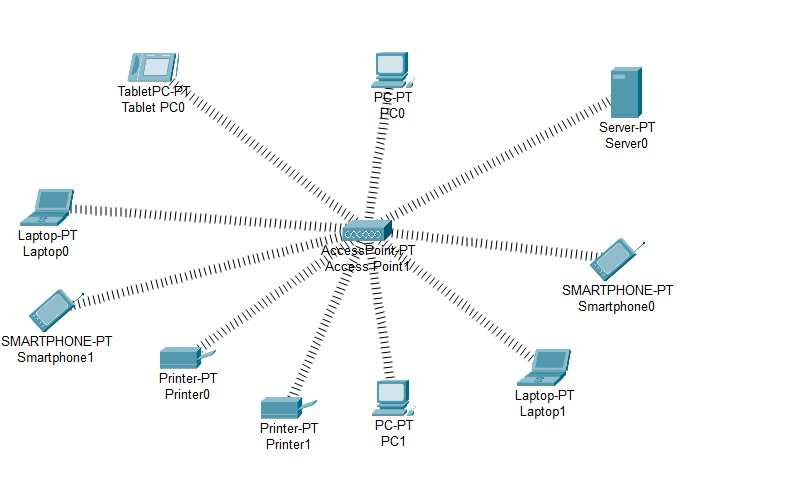 TabletPC-PT
Tablet PC0
PC-PT
PC0
Server-PT
Server0
Laptop-PT
Laptop0
AccessPoint-PT
Access Point1
SMARTPHONE-PT
Smartphone0
SMARTPHONE-PT
Smartphone1
Printer-PT
Printer0
Laptop-PT
Laptop1
Printer-PT
Printer1
PC-PT
PC1